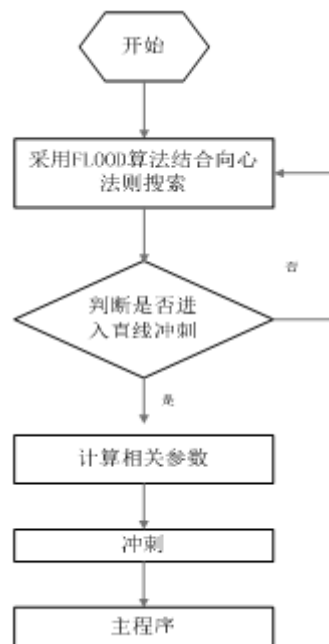 开始
采用FLOOD算法结合向心
法则搜索
否
判断是否进
入直线冲刺
是
计算相关参数
冲刺
主程序